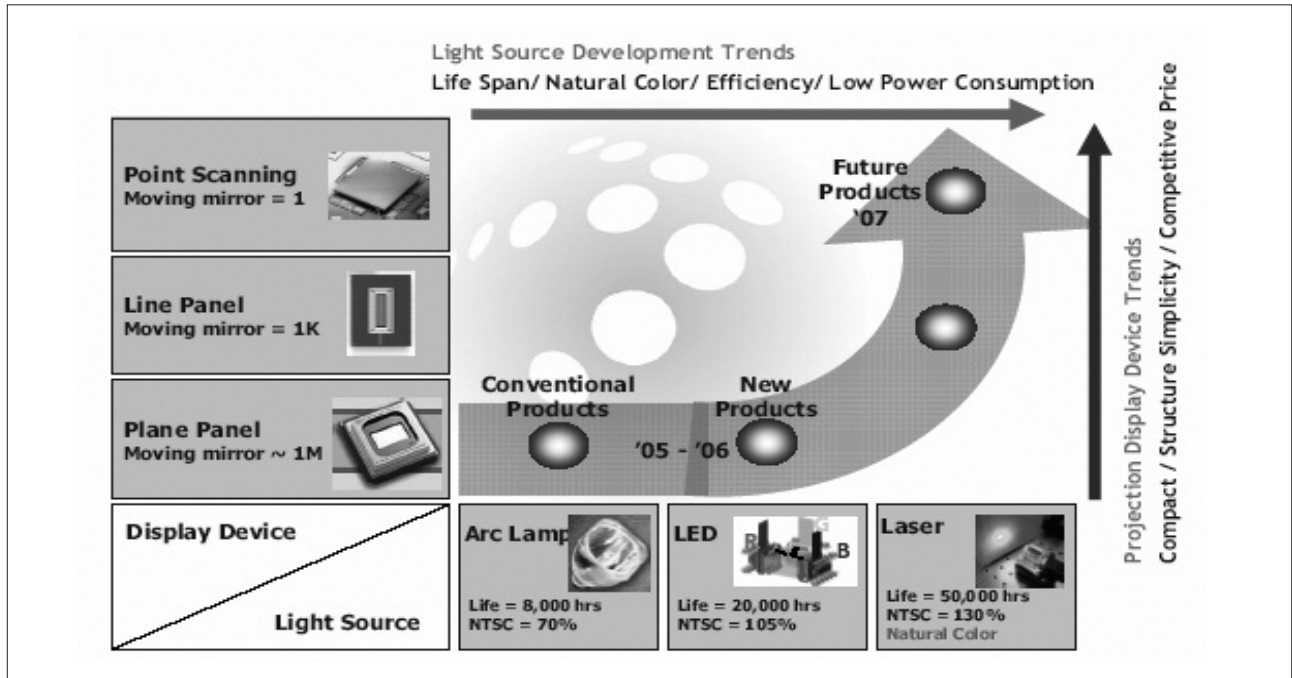 Light Source Development Trends
Life Span/ Natural Color/ Efficiency/ Low Power Consumption
Point Scanning
Moving mirror = 1
Line Panel
Moving mirror = 1K
Plane Panel
Moving mirror ~ 1M
Display Device
Light Source
Conventional
Products
'05 - '06
New
Products
Future
Products
'07
Arc Lamp
Life = 8,000 hrs
NTSC = 70%
LED
R
G
B
Life = 20,000 hrs
NTSC = 105%
Laser
Life = 50,000 hrs
NTSC = 130%
Natural Color
Projection Display Device Trends
Compact / Structure Simplicity / Competitive Price